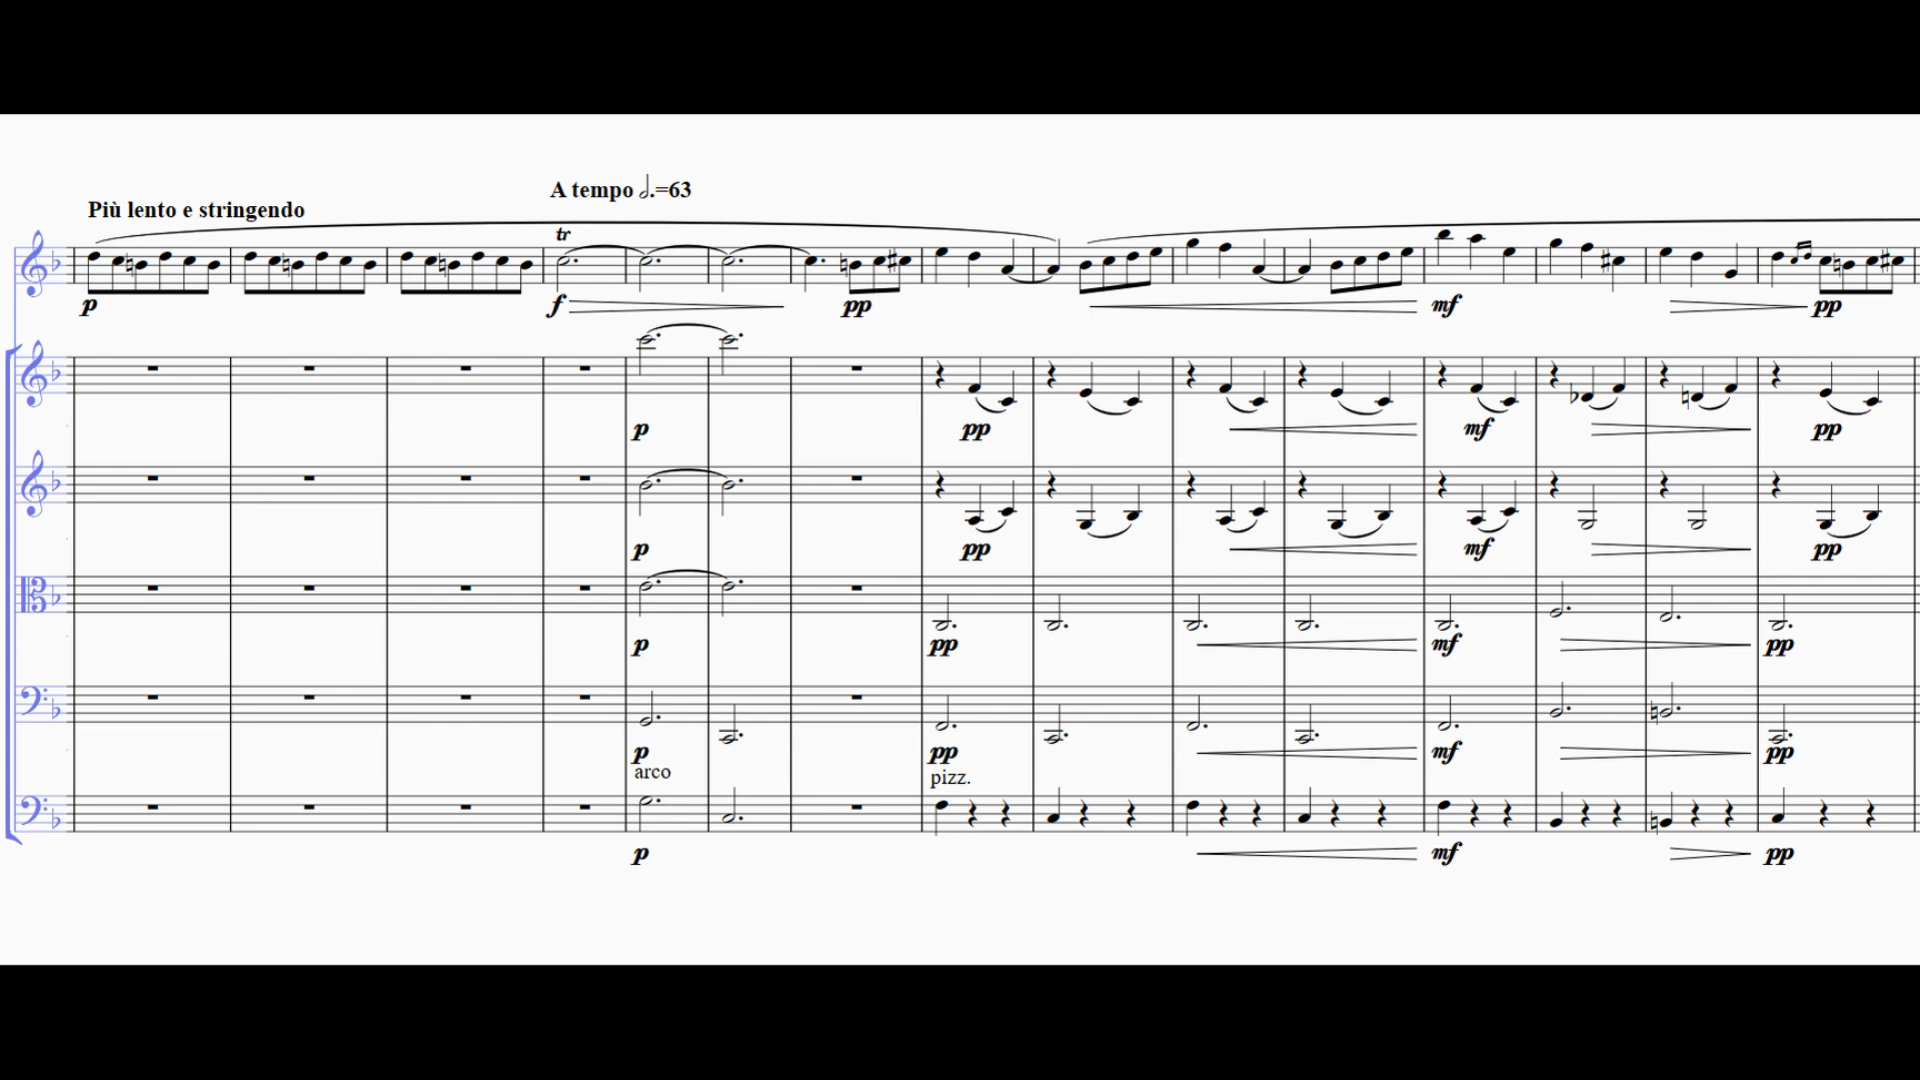 A tempo 𝅗𝅥.=63
Più lento e stringendo
tr
p f pp mf pp
p pp mf pp
p pp mf pp
p pp mf pp
p pp mf pp
arco pizz.
p mf pp